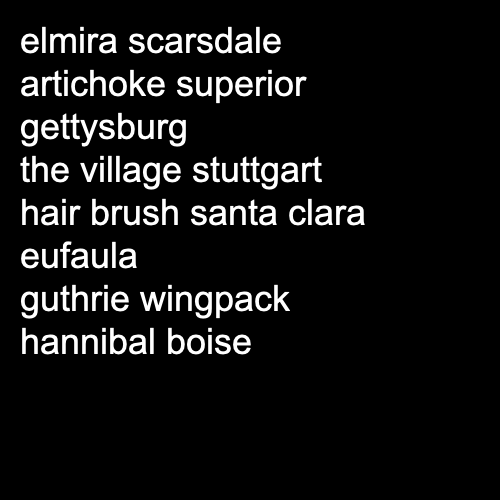 elmira scarsdale
artichoke superior
gettysburg
the village stuttgart
hair brush santa clara
eufaula
guthrie wingpack
hannibal boise